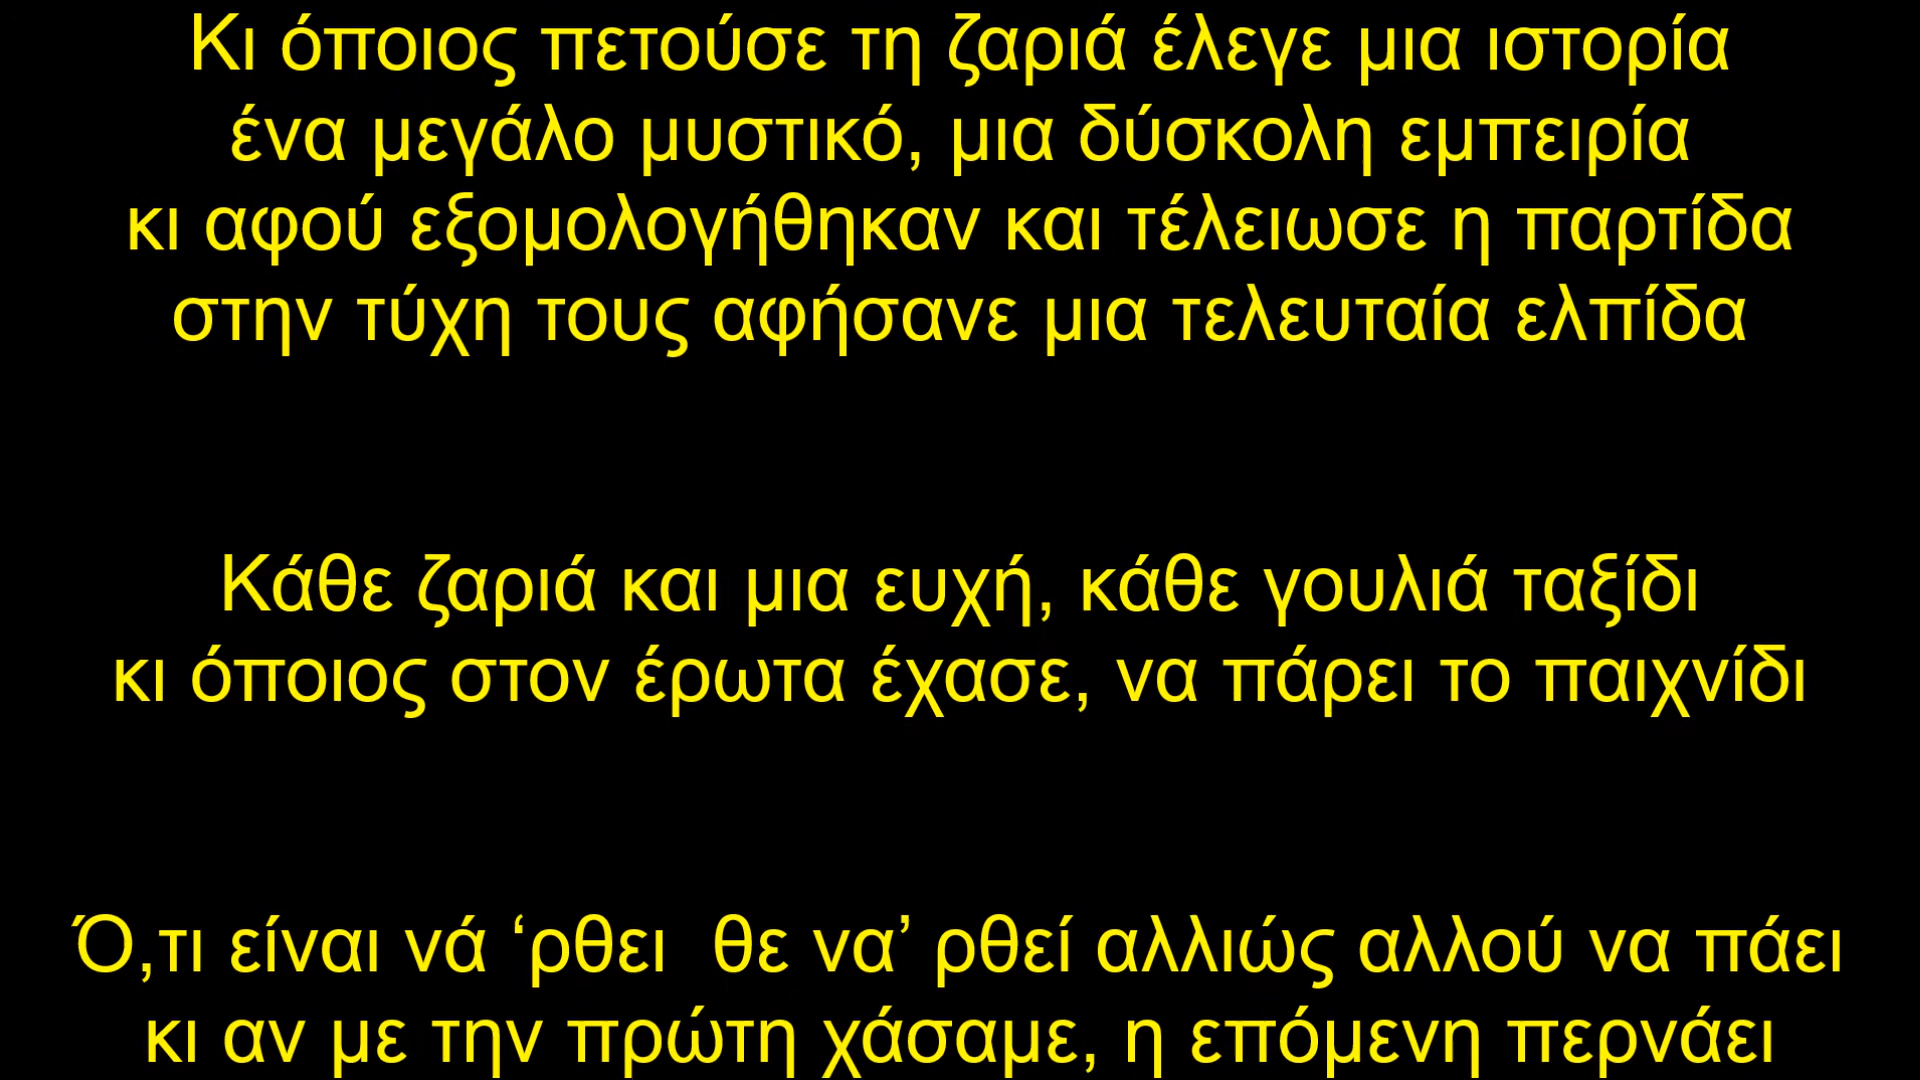 Κι όποιος πετούσε τη ζαριά έλεγε μια ιστορία
ένα μεγάλο μυστικό, μια δύσκολη εμπειρία
κι αφού εξομολογήθηκαν και τέλειωσε η παρτίδα
στην τύχη τους αφήσανε μια τελευταία ελπίδα
Κάθε ζαριά και μια ευχή, κάθε γουλιά ταξίδι
κι όποιος στον έρωτα έχασε, να πάρει το παιχνίδι
Ό,τι είναι νά ‘ρθει  θε να’ ρθεί αλλιώς αλλού να πάει
κι αν με την πρώτη χάσαμε, η επόμενη περνάει